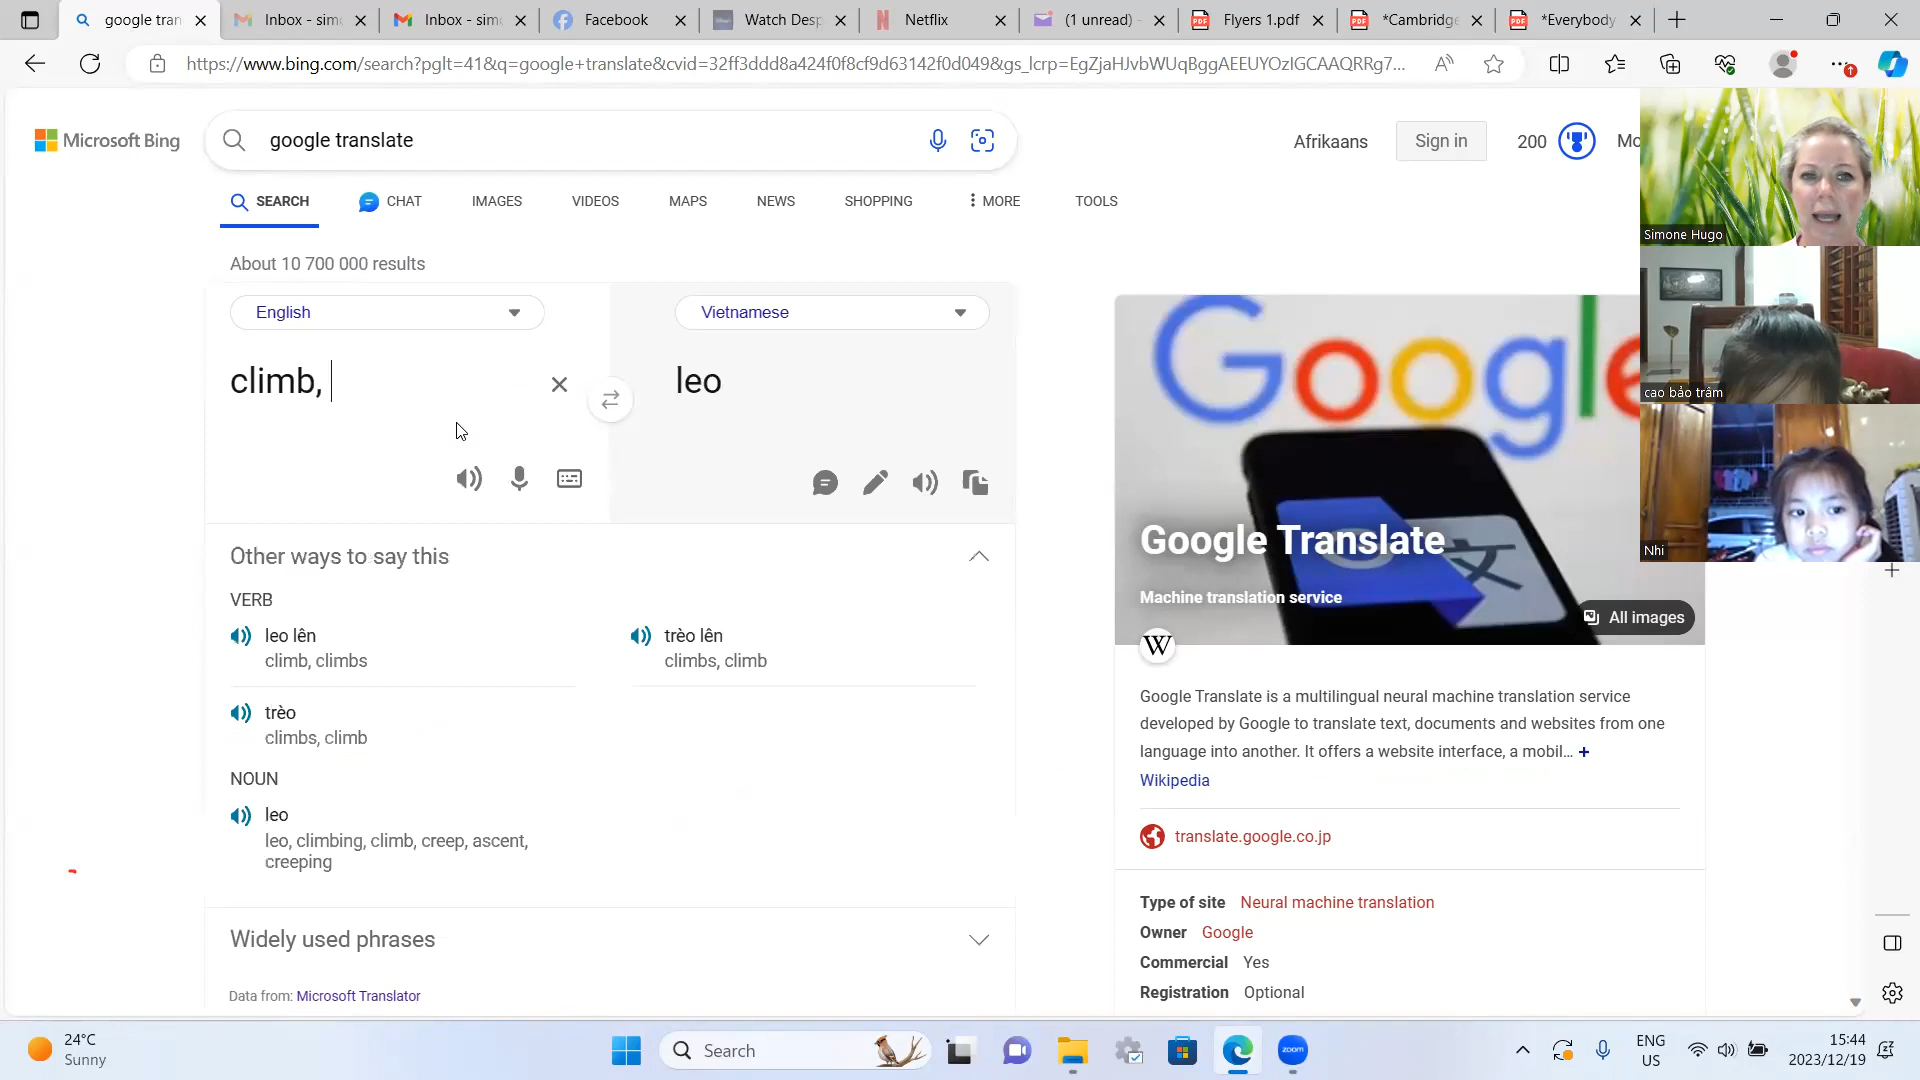 google tran
Inbox - sim
Inbox - sim
Facebook
Watch Desp
Netflix
(1 unread) -
Flyers 1.pdf
*Cambridge
*Everybody
https://www.bing.com/search?pglt=41&q=google+translate&cvid=32ff3ddd8a424f0f8cf9d63142f0d049&gs_lcrp=EgZjaHJvbWUqBggAEEUYOzIGCAAQRRg7...
Microsoft Bing
google translate
Afrikaans
Sign in
200
Mo
SEARCH
CHAT
IMAGES
VIDEOS
MAPS
NEWS
SHOPPING
MORE
TOOLS
About 10 700 000 results
English
Vietnamese
climb,
leo
Other ways to say this
VERB
leo lên
climb, climbs
trèo lên
climbs, climb
trèo
climbs, climb
NOUN
leo
leo, climbing, climb, creep, ascent,
creeping
Widely used phrases
Data from: Microsoft Translator
Google
Google Translate
Machine translation service
All images
W
Google Translate is a multilingual neural machine translation service
developed by Google to translate text, documents and websites from one
language into another. It offers a website interface, a mobil... +
Wikipedia
translate.google.co.jp
Type of site Neural machine translation
Owner Google
Commercial Yes
Registration Optional
Simone Hugo
cao bảo trâm
Nhi
24°C
Sunny
Search
zoom
ENG
US
15:44
2023/12/19